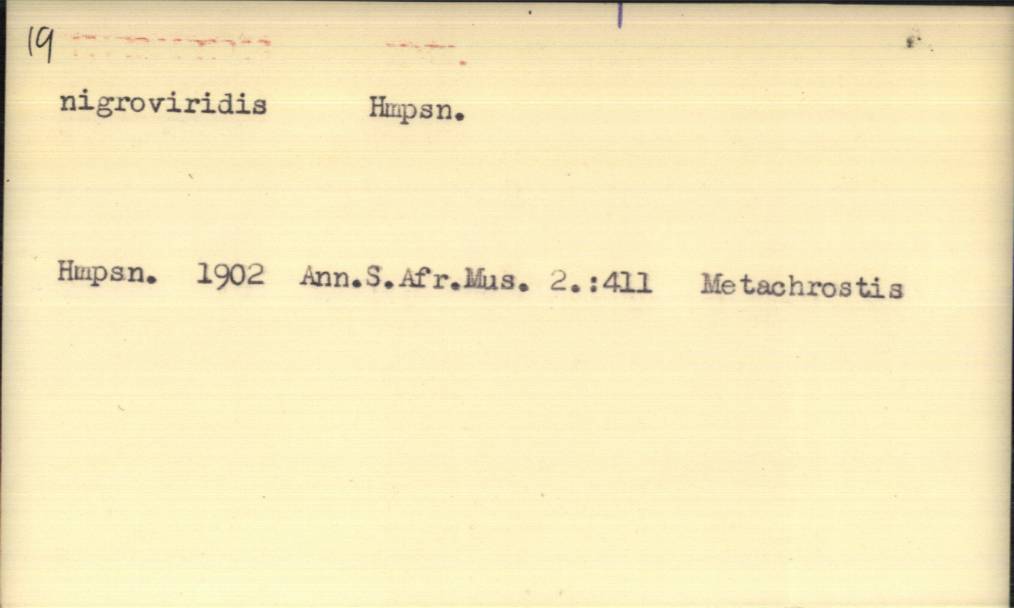 19
nigroviridis Hmpsn.
Hmpsn. 1902 Ann.S.Afr.Mus. 2.:411 Metachrostis